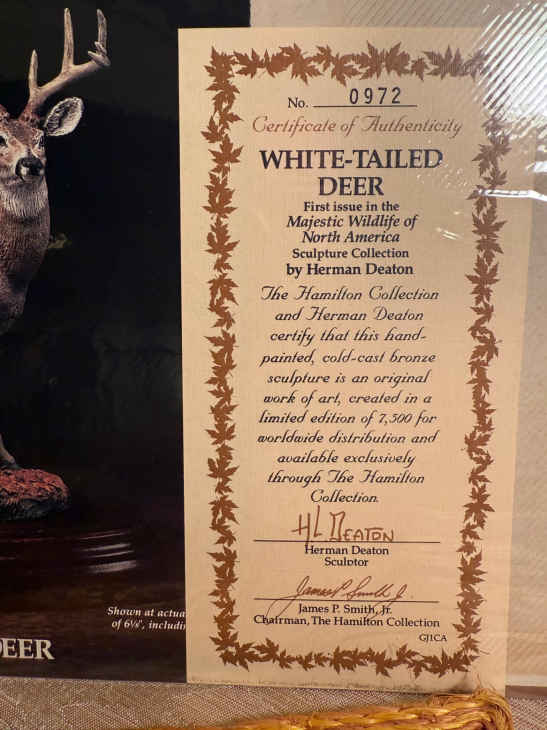 No. 0972
Certificate of Authenticity
WHITE-TAILED
DEER
First issue in the
Majestic Wildlife of
North America
Sculpture Collection
by Herman Deaton
The Hamilton Collection
and Herman Deaton
certify that this hand-
painted, cold-cast bronze
sculpture is an original
work of art, created in a
limited edition of 7,500 for
worldwide distribution and
available exclusively
through The Hamilton
Collection.
H.L. DEATON
Herman Deaton
Sculptor
James P. Smith Jr.
James P. Smith, Jr.
Chairman, The Hamilton Collection
GJ1CA
Shown at actua
of 6⅛", includi
DEER